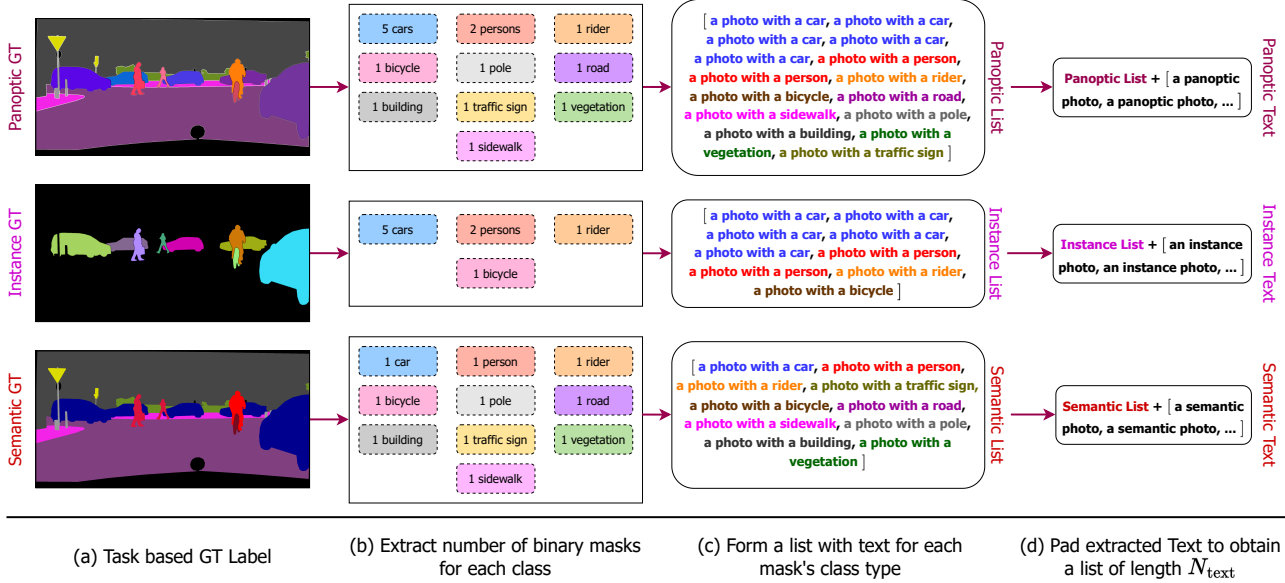 Panoptic GT
5 cars
2 persons
1 rider
1 bicycle
1 pole
1 road
1 building
1 traffic sign
1 vegetation
1 sidewalk
[ a photo with a car, a photo with a car,
a photo with a car, a photo with a car,
a photo with a car, a photo with a person,
a photo with a person, a photo with a rider,
a photo with a bicycle, a photo with a road,
a photo with a sidewalk, a photo with a pole,
a photo with a building, a photo with a
vegetation, a photo with a traffic sign ]
Panoptic List
Panoptic List + [ a panoptic
photo, a panoptic photo, ... ]
Panoptic Text
Instance GT
5 cars
2 persons
1 rider
1 bicycle
[ a photo with a car, a photo with a car,
a photo with a car, a photo with a car,
a photo with a car, a photo with a person,
a photo with a person, a photo with a rider,
a photo with a bicycle ]
Instance List
Instance List + [ an instance
photo, an instance photo, ... ]
Instance Text
Semantic GT
1 car
1 person
1 rider
1 bicycle
1 pole
1 road
1 building
1 traffic sign
1 vegetation
1 sidewalk
[ a photo with a car, a photo with a person,
a photo with a rider, a photo with a traffic sign,
a photo with a bicycle, a photo with a road,
a photo with a sidewalk, a photo with a pole,
a photo with a building, a photo with a
vegetation ]
Semantic List
Semantic List + [ a semantic
photo, a semantic photo, ... ]
Semantic Text
(a) Task based GT Label
(b) Extract number of binary masks
for each class
(c) Form a list with text for each
mask's class type
(d) Pad extracted Text to obtain
a list of length N_text